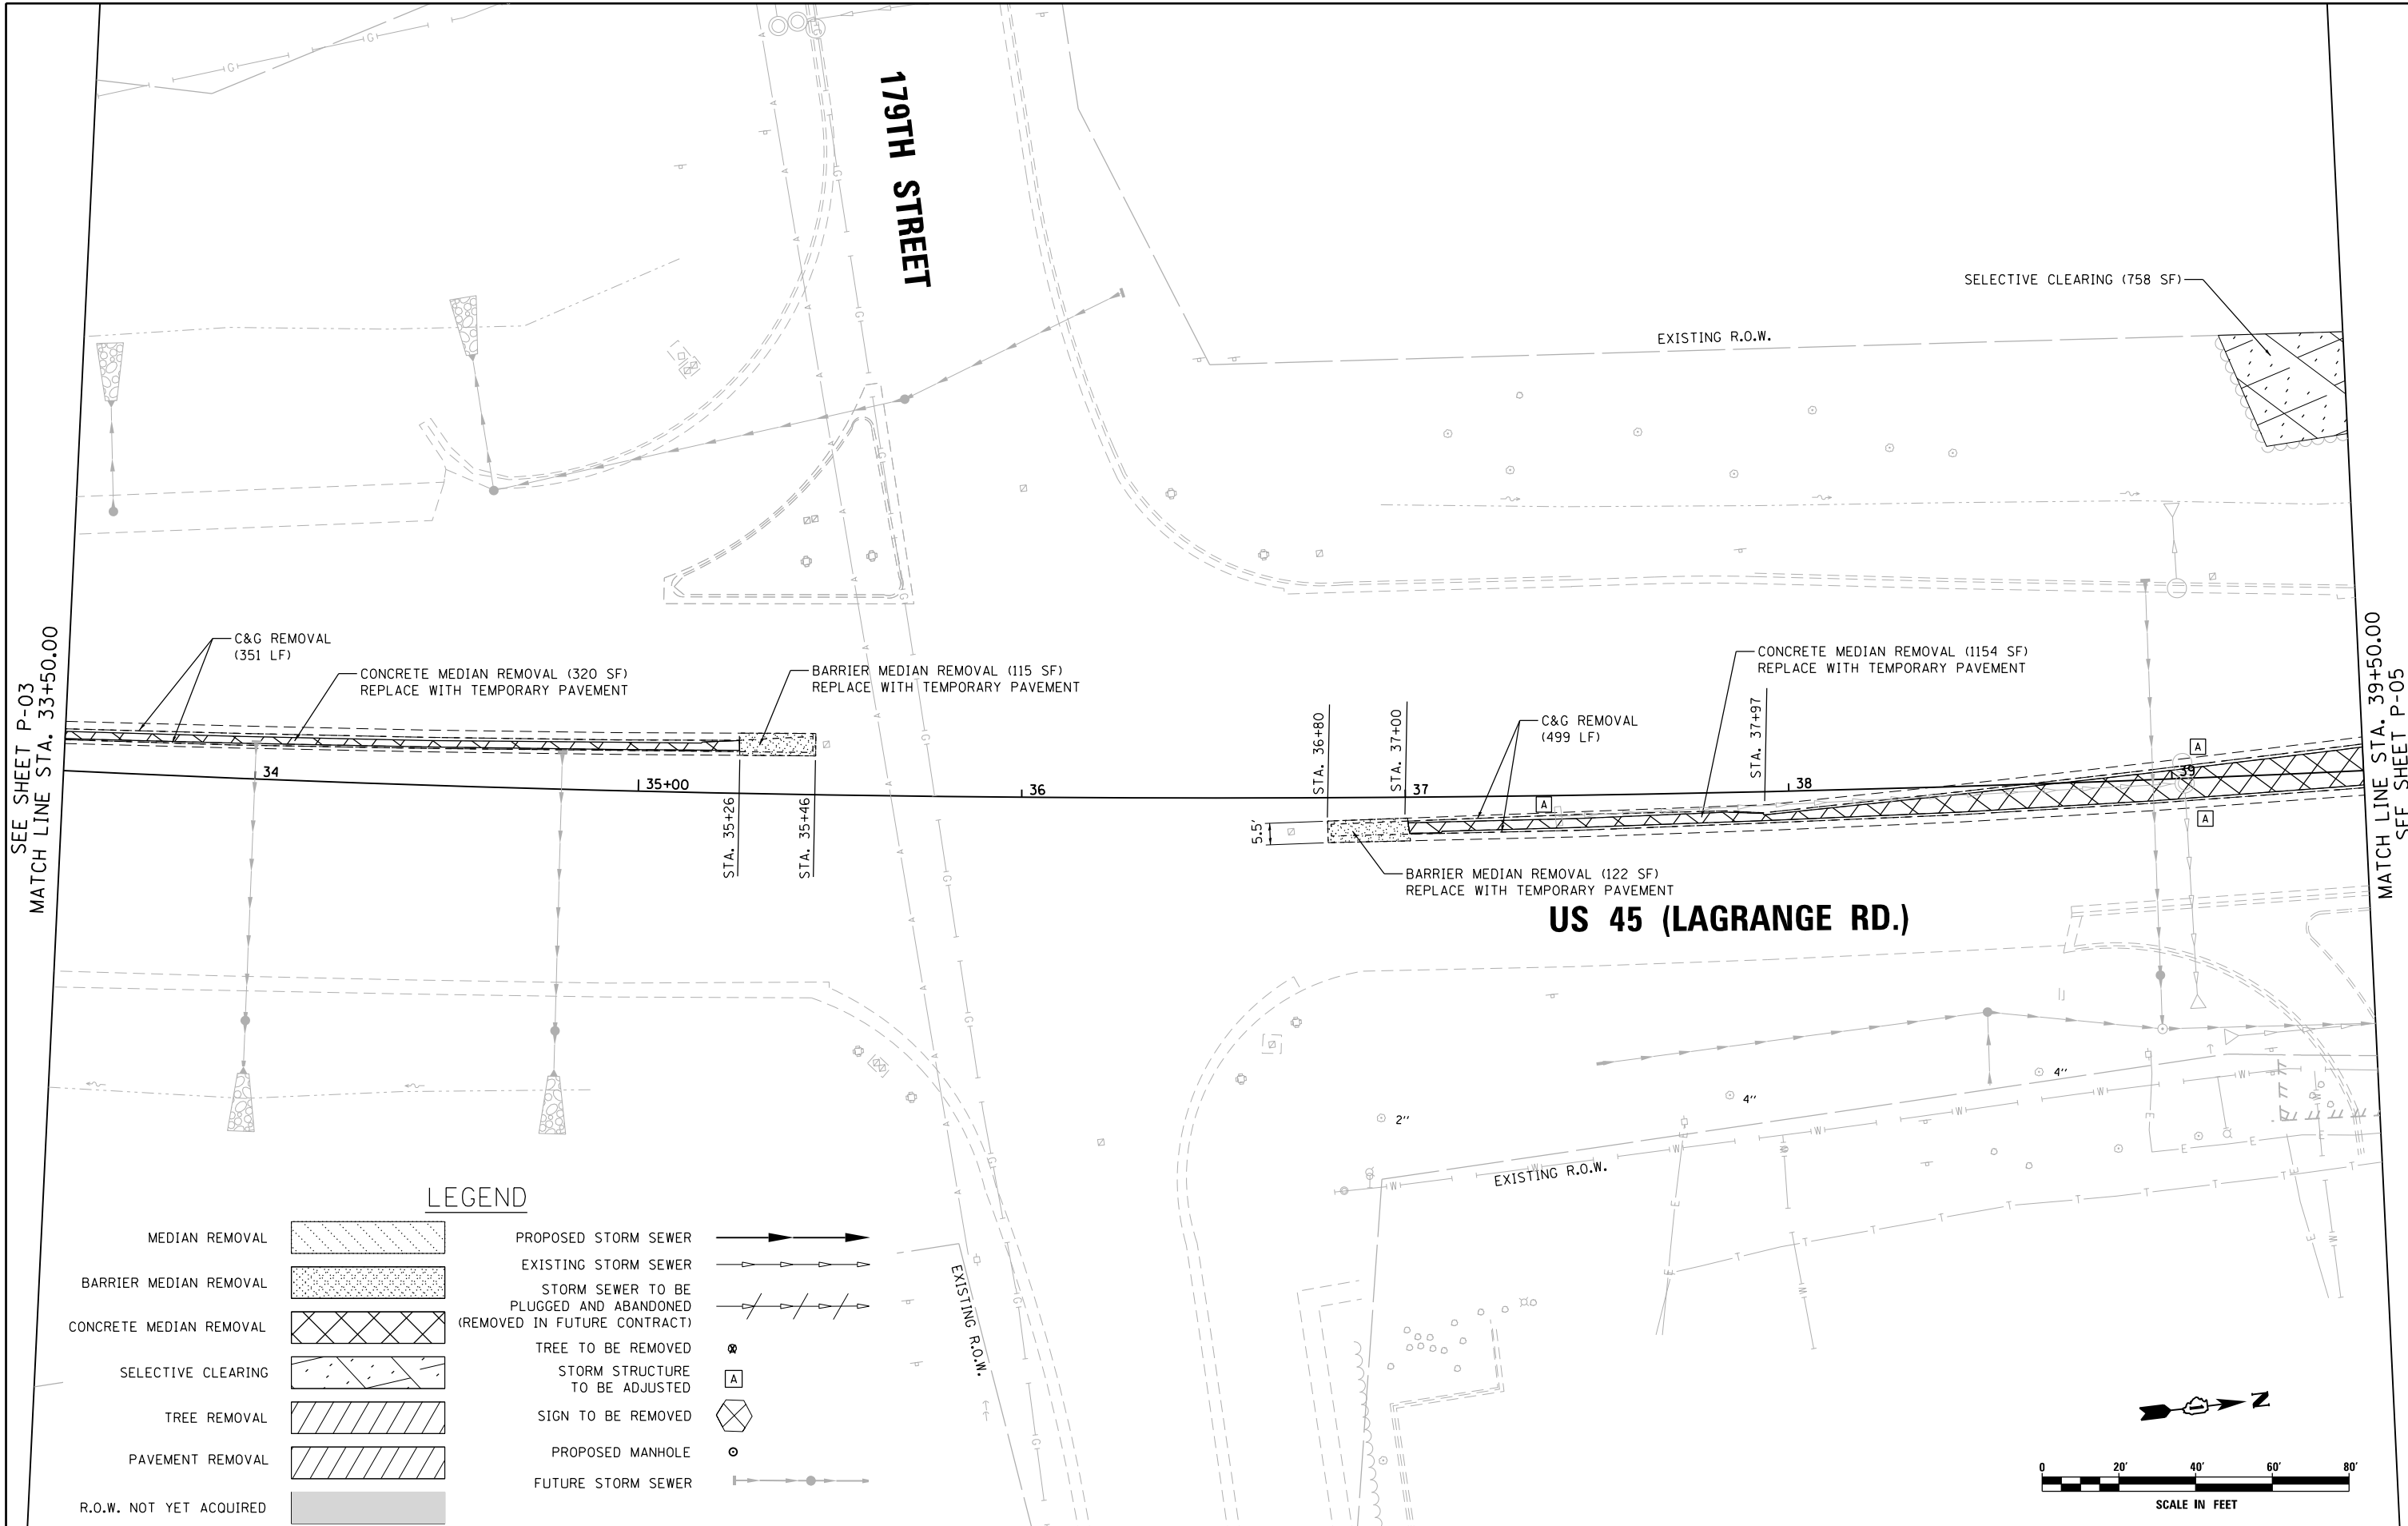 179TH STREET
SELECTIVE CLEARING (758 SF)
EXISTING R.O.W.
SEE SHEET P-03
MATCH LINE STA. 33+50.00
C&G REMOVAL
(351 LF)
CONCRETE MEDIAN REMOVAL (320 SF)
REPLACE WITH TEMPORARY PAVEMENT
BARRIER MEDIAN REMOVAL (115 SF)
REPLACE WITH TEMPORARY PAVEMENT
34
35+00
36
37
38
39
STA. 35+26
STA. 35+46
STA. 36+80
STA. 37+00
STA. 37+97
5.5'
C&G REMOVAL
(499 LF)
CONCRETE MEDIAN REMOVAL (1154 SF)
REPLACE WITH TEMPORARY PAVEMENT
A
A
A
BARRIER MEDIAN REMOVAL (122 SF)
REPLACE WITH TEMPORARY PAVEMENT
US 45 (LAGRANGE RD.)
MATCH LINE STA. 39+50.00
SEE SHEET P-05
2''
4''
4''
EXISTING R.O.W.
EXISTING R.O.W.
LEGEND
MEDIAN REMOVAL
BARRIER MEDIAN REMOVAL
CONCRETE MEDIAN REMOVAL
SELECTIVE CLEARING
TREE REMOVAL
PAVEMENT REMOVAL
R.O.W. NOT YET ACQUIRED
PROPOSED STORM SEWER
EXISTING STORM SEWER
STORM SEWER TO BE
PLUGGED AND ABANDONED
(REMOVED IN FUTURE CONTRACT)
TREE TO BE REMOVED
STORM STRUCTURE
TO BE ADJUSTED
A
SIGN TO BE REMOVED
PROPOSED MANHOLE
FUTURE STORM SEWER
N
0 20' 40' 60' 80'
SCALE IN FEET